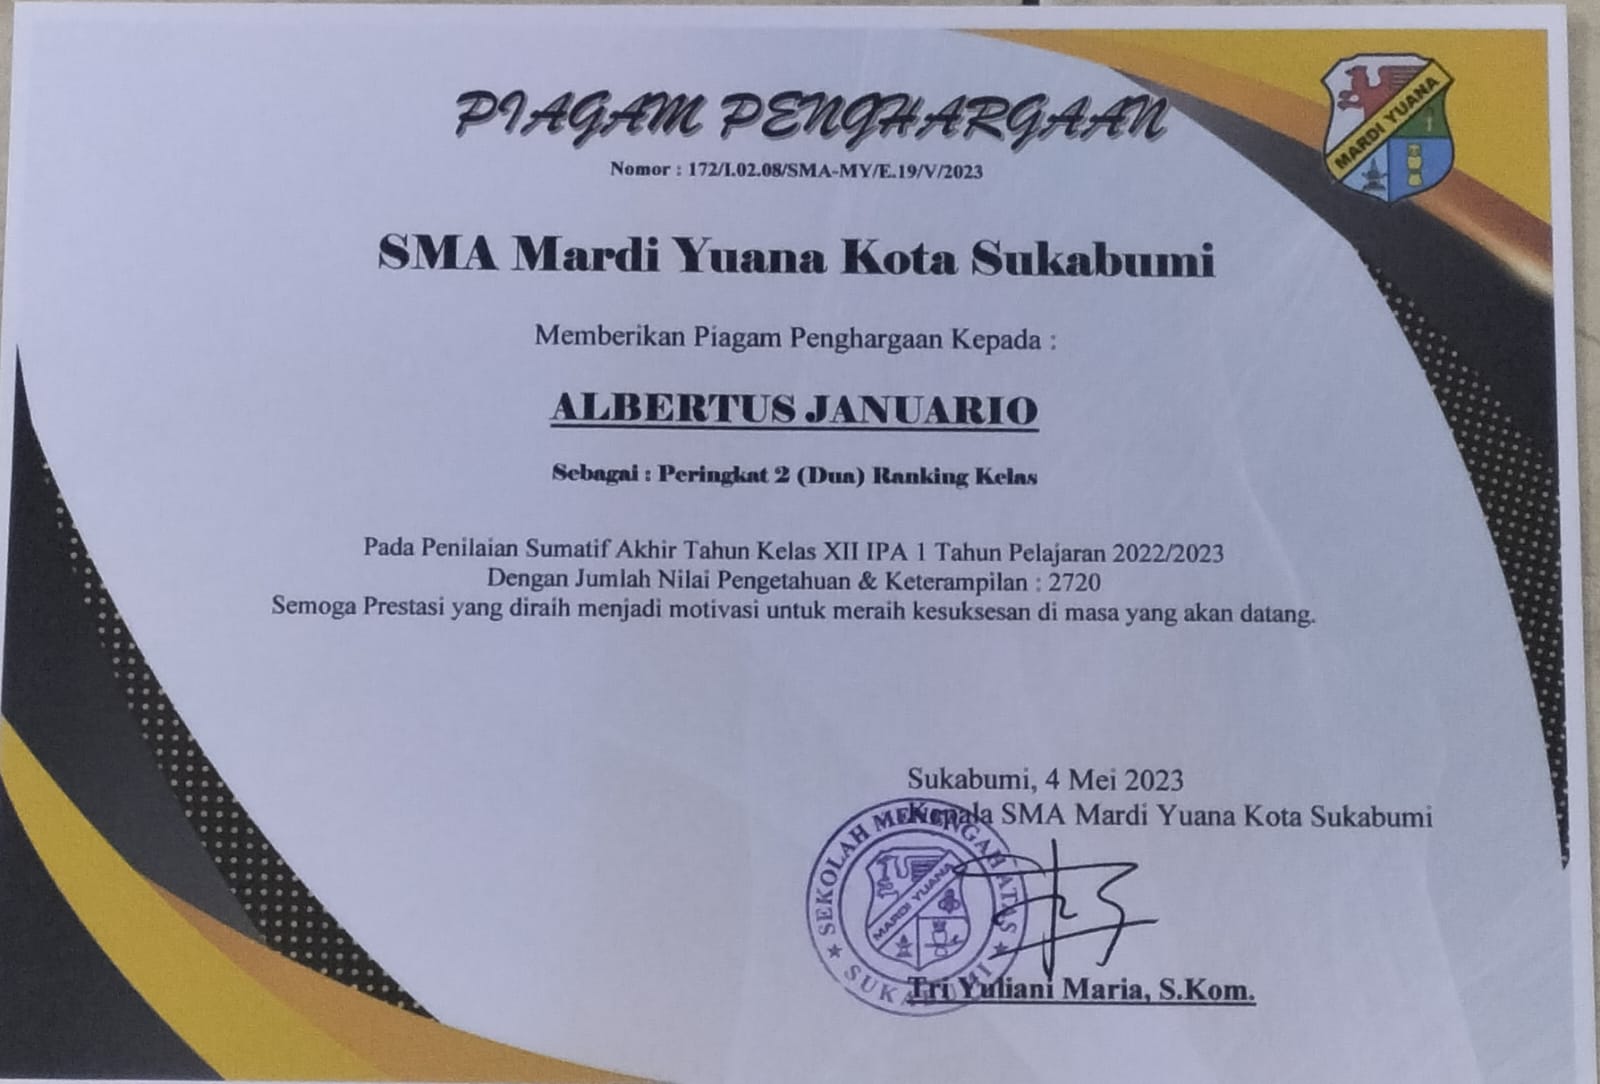 PIAGAM PENGHARGAAN
Nomor : 172/I.02.08/SMA-MY/E.19/V/2023
MARDI YUANA
SMA Mardi Yuana Kota Sukabumi
Memberikan Piagam Penghargaan Kepada :
ALBERTUS JANUARIO
Sebagai : Peringkat 2 (Dua) Ranking Kelas
Pada Penilaian Sumatif Akhir Tahun Kelas XII IPA 1 Tahun Pelajaran 2022/2023
Dengan Jumlah Nilai Pengetahuan & Keterampilan : 2720
Semoga Prestasi yang diraih menjadi motivasi untuk meraih kesuksesan di masa yang akan datang.
Sukabumi, 4 Mei 2023
Kepala SMA Mardi Yuana Kota Sukabumi
SEKOLAH MENENGAH ATAS
MARDI YUANA
SUKABUMI
Tri Yuliani Maria, S.Kom.